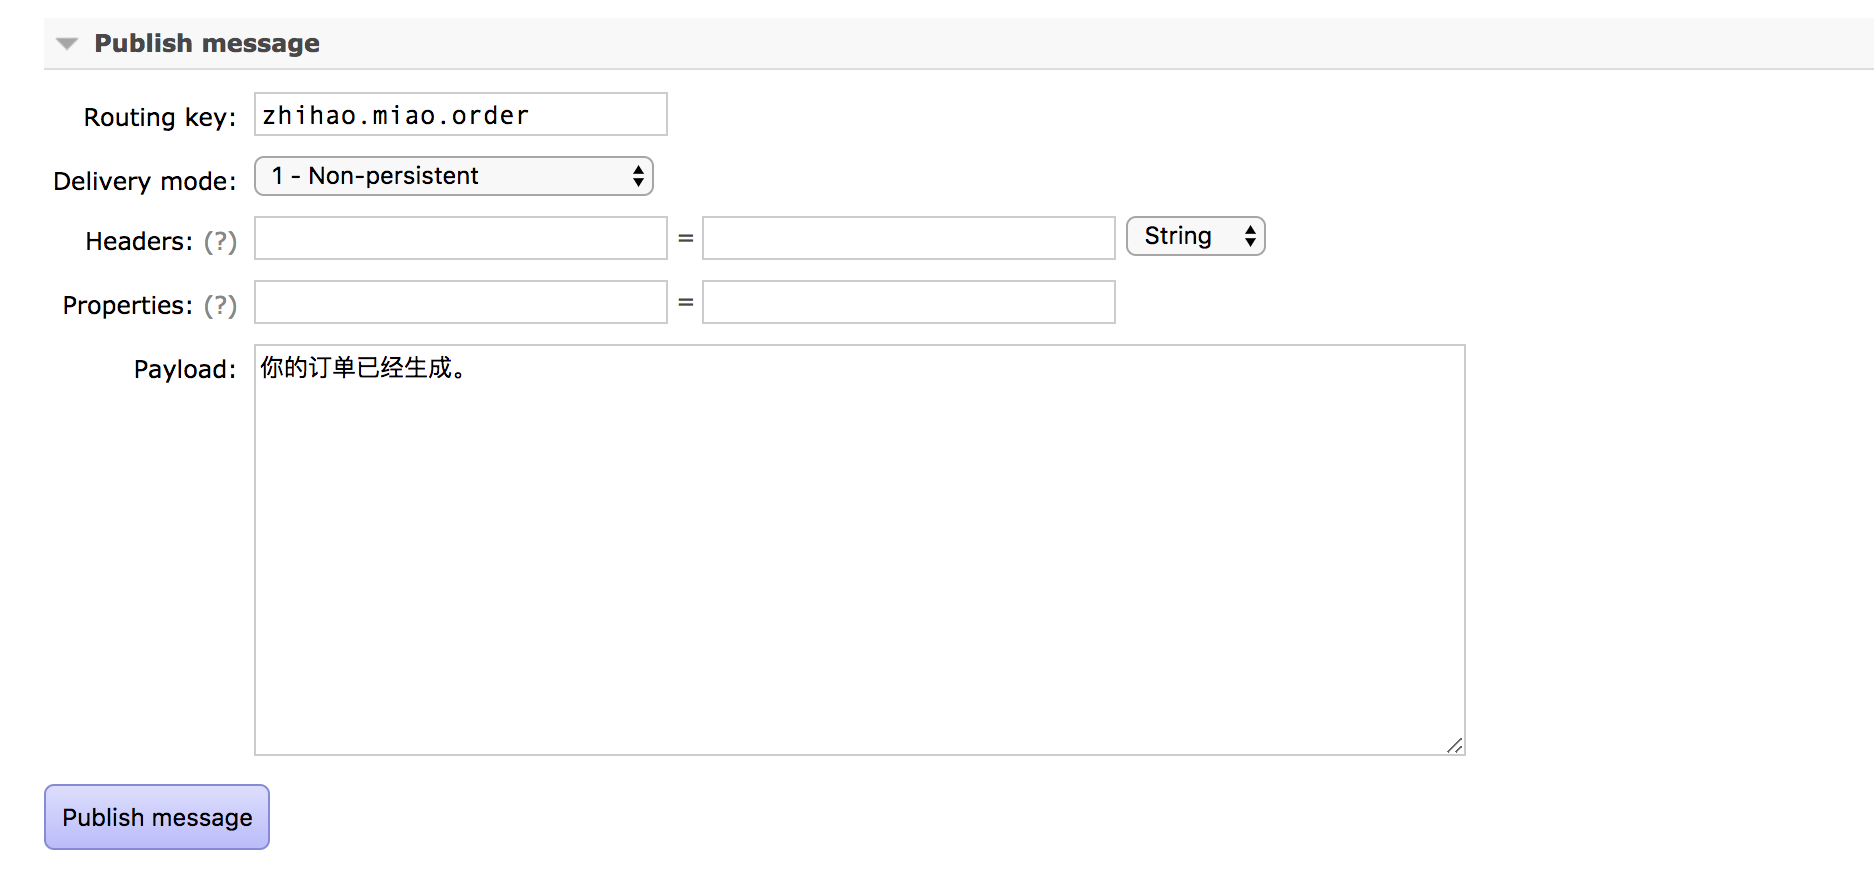 Publish message
Routing key: zhihao.miao.order
Delivery mode: 1 - Non-persistent
Headers: (?) = String
Properties: (?) =
Payload: 你的订单已经生成。
Publish message